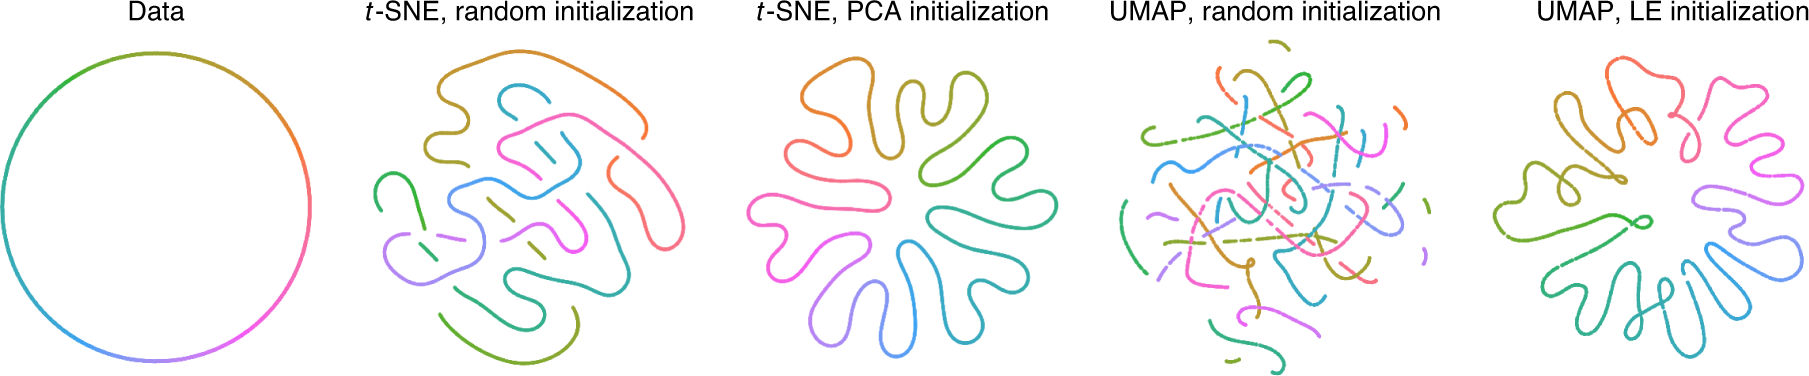 Data
t-SNE, random initialization
t-SNE, PCA initialization
UMAP, random initialization
UMAP, LE initialization